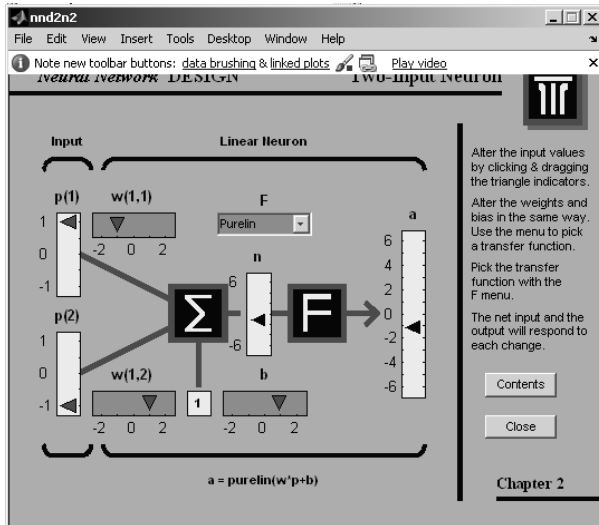 nnd2n2
File Edit View Insert Tools Desktop Window Help
Note new toolbar buttons: data brushing & linked plots Play video
Neural Network DESIGN Two-Input Neuron
Input Linear Neuron
p(1) w(1,1) F a
1
0
-1
-2 0 2
Purelin
n
6
-6
Σ
F
6
4
2
0
-2
-4
-6
p(2)
1
0
-1
w(1,2) 1 b
-2 0 2
-2 0 2
a = purelin(w*p+b)
Alter the input values
by clicking & dragging
the triangle indicators.
Alter the weights and
bias in the same way.
Use the menu to pick
a transfer function.
Pick the transfer
function with the
F menu.
The net input and the
output will respond to
each change.
Contents
Close
Chapter 2